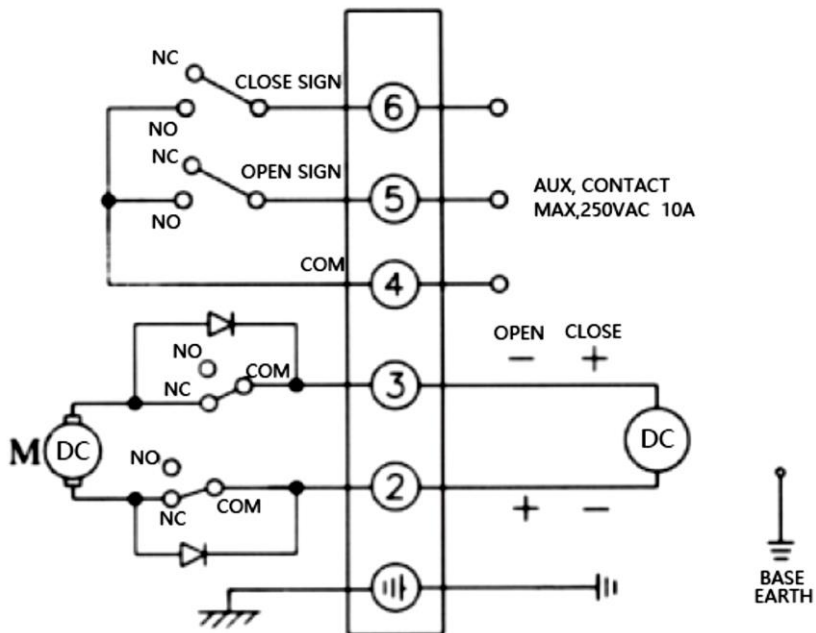 NC
CLOSE SIGN
6
NO
NC
OPEN SIGN
5
AUX, CONTACT
MAX,250VAC 10A
NO
COM
4
OPEN CLOSE
− +
NO
COM
3
NC
M DC
DC
NO
2
NC
COM
+ −
BASE
EARTH